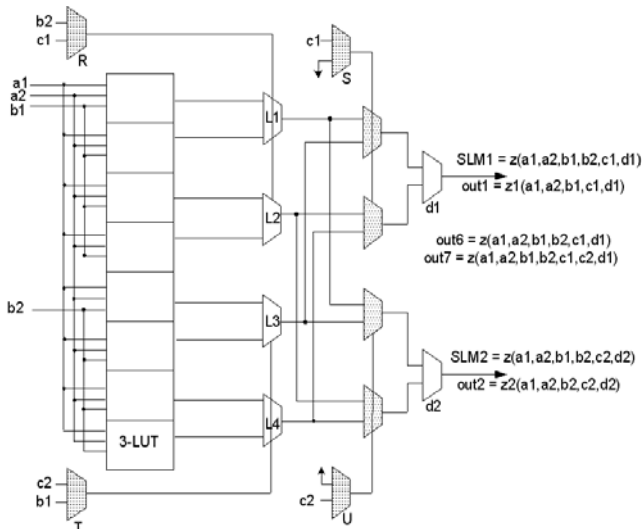 b2
c1
R
c1
S
a1
a2
b1
L1
SLM1 = z(a1,a2,b1,b2,c1,d1)
out1 = z1(a1,a2,b1,c1,d1)
d1
L2
out6 = z(a1,a2,b1,b2,c1,d1)
out7 = z(a1,a2,b1,b2,c1,c2,d1)
b2
L3
SLM2 = z(a1,a2,b1,b2,c2,d2)
out2 = z2(a1,a2,b2,c2,d2)
d2
L4
3-LUT
c2
b1
T
c2
U